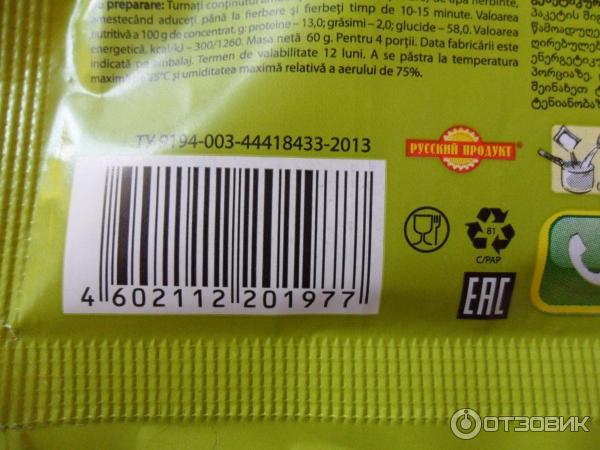 preparare: Turnați conținutul
amestecând aduceți până la fierbere și fierbeți timp de 10-15 minute. Valoarea
nutritivă a 100 g de concentrat. g: proteine – 13,0; grăsimi – 2,0; glucide – 58,0. Valoarea
energetică, kcal/kJ – 300/1260. Masa netă 60 g. Pentru 4 porții. Data fabricării este
indicată pe ambalaj. Termen de valabilitate 12 luni. A se păstra la temperatura
maximă 25°C și umiditatea maximă relativă a aerului de 75%.
ТУ 9194-003-44418433-2013
РУССКИЙ ПРОДУКТ
81
C/PAP
EAC
4 602112 201977
ОТЗОВИК